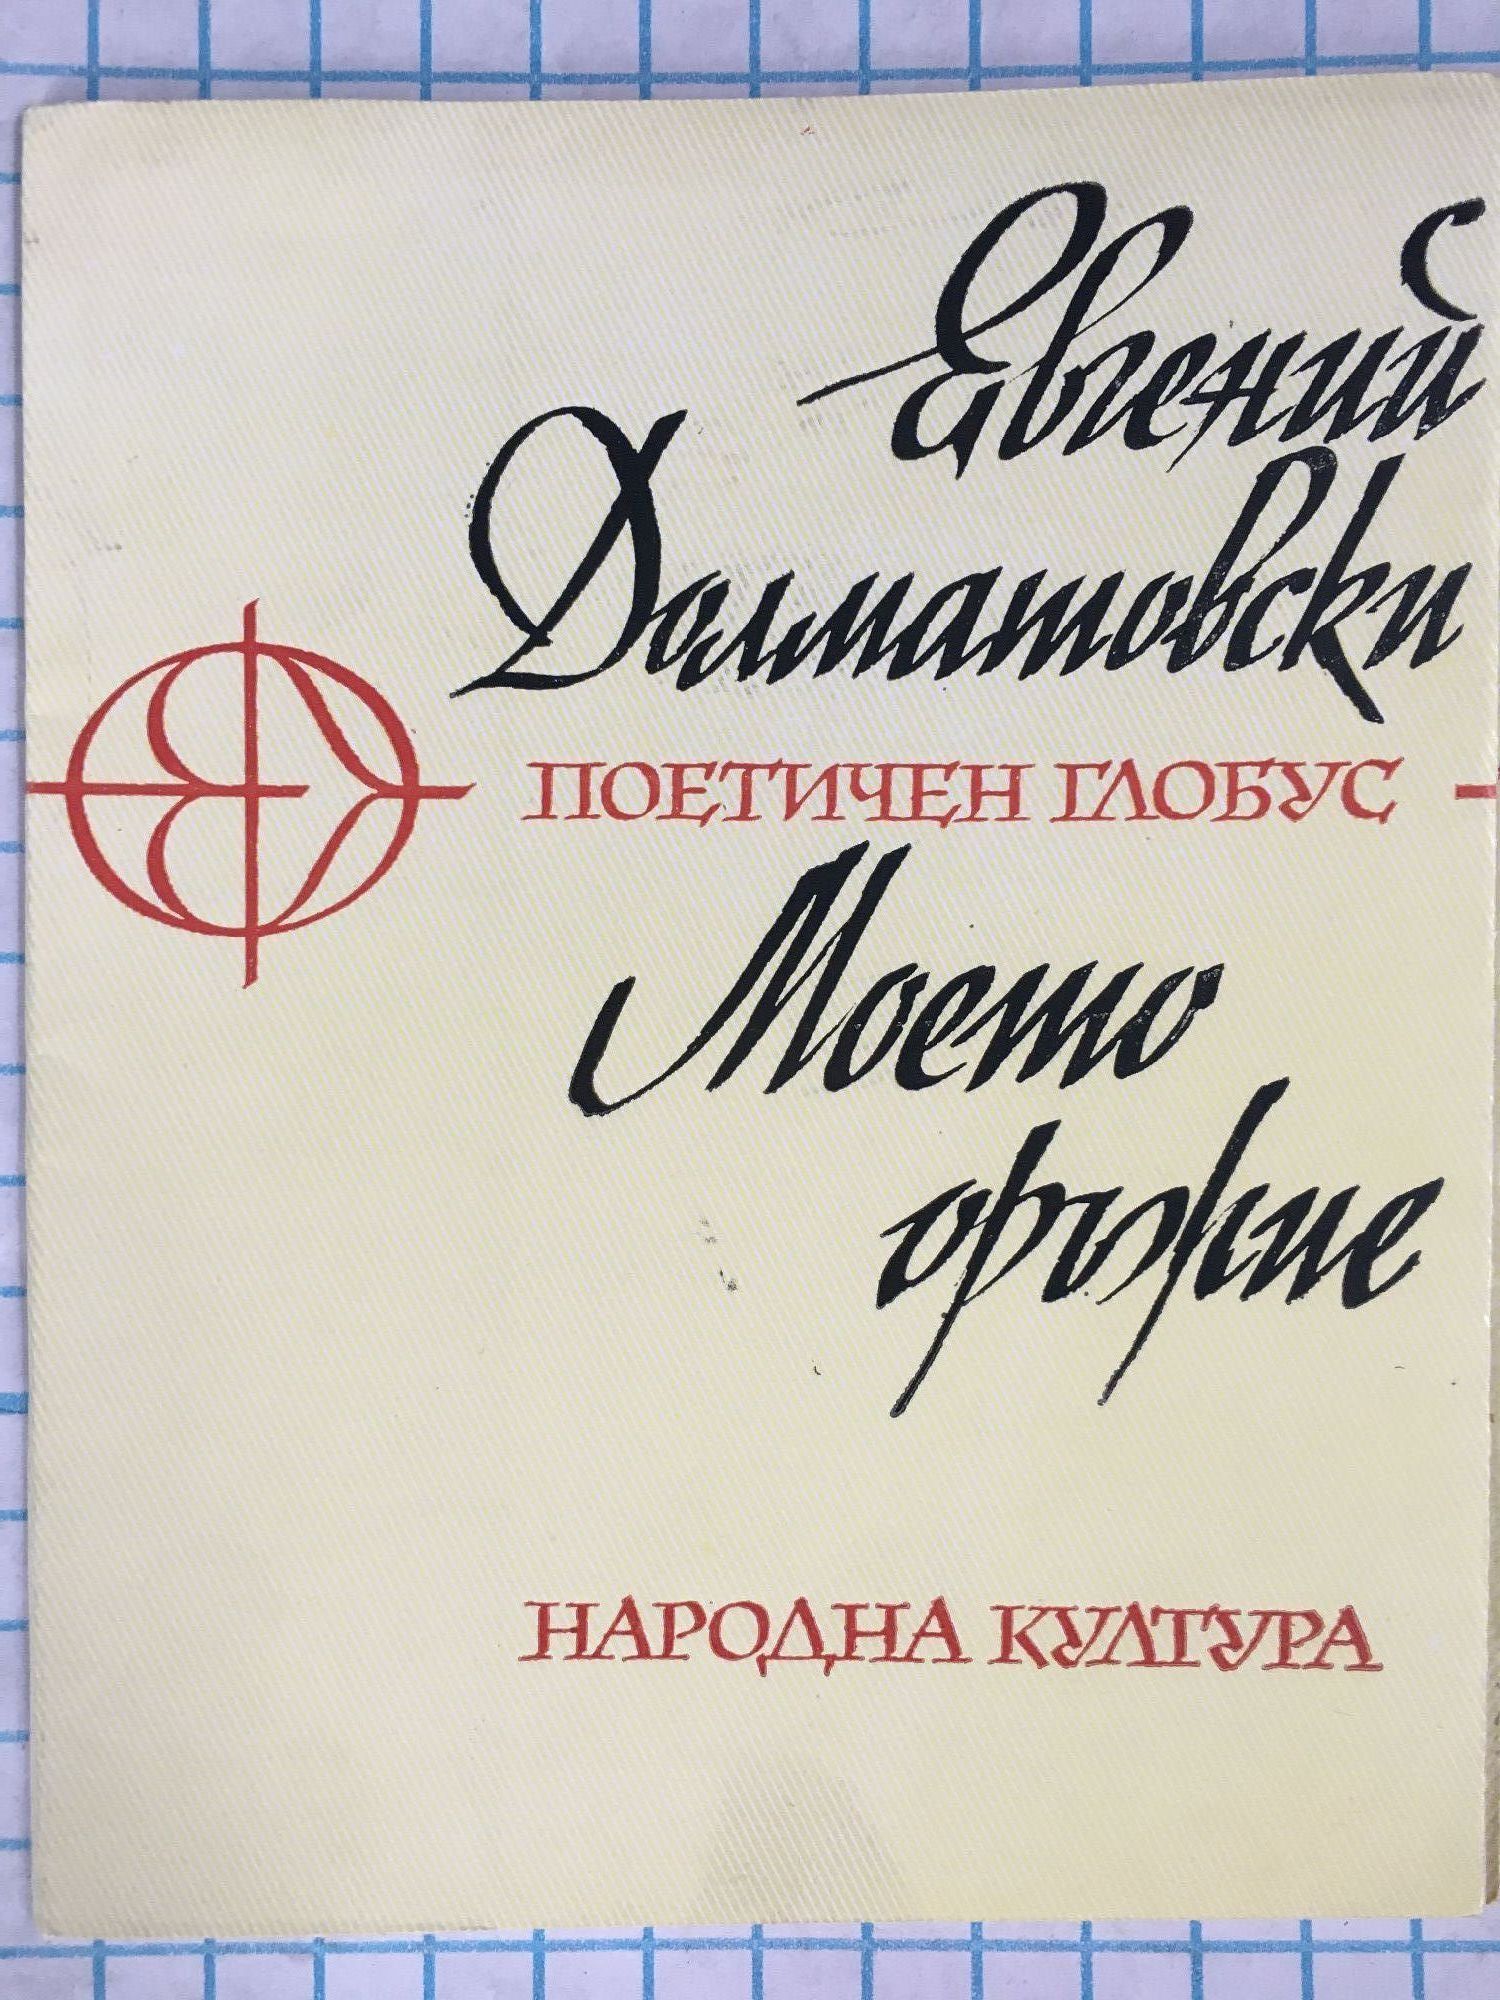 Евгений
Долматовски
ПОЕТИЧЕН ГЛОБУС
Моето
оръжие
НАРОДНА КУЛТУРА